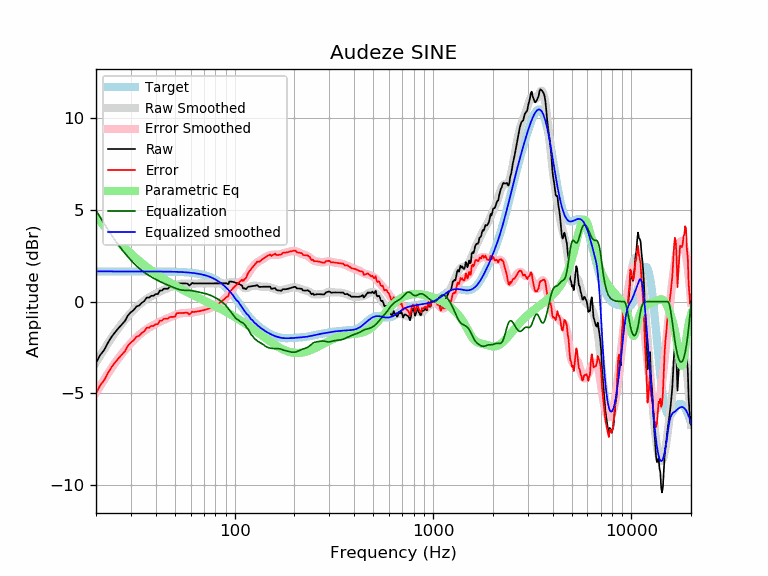 Audeze SINE
Target
Raw Smoothed
Error Smoothed
Raw
Error
Parametric Eq
Equalization
Equalized smoothed
10
5
0
−5
−10
Amplitude (dBr)
100
1000
10000
Frequency (Hz)